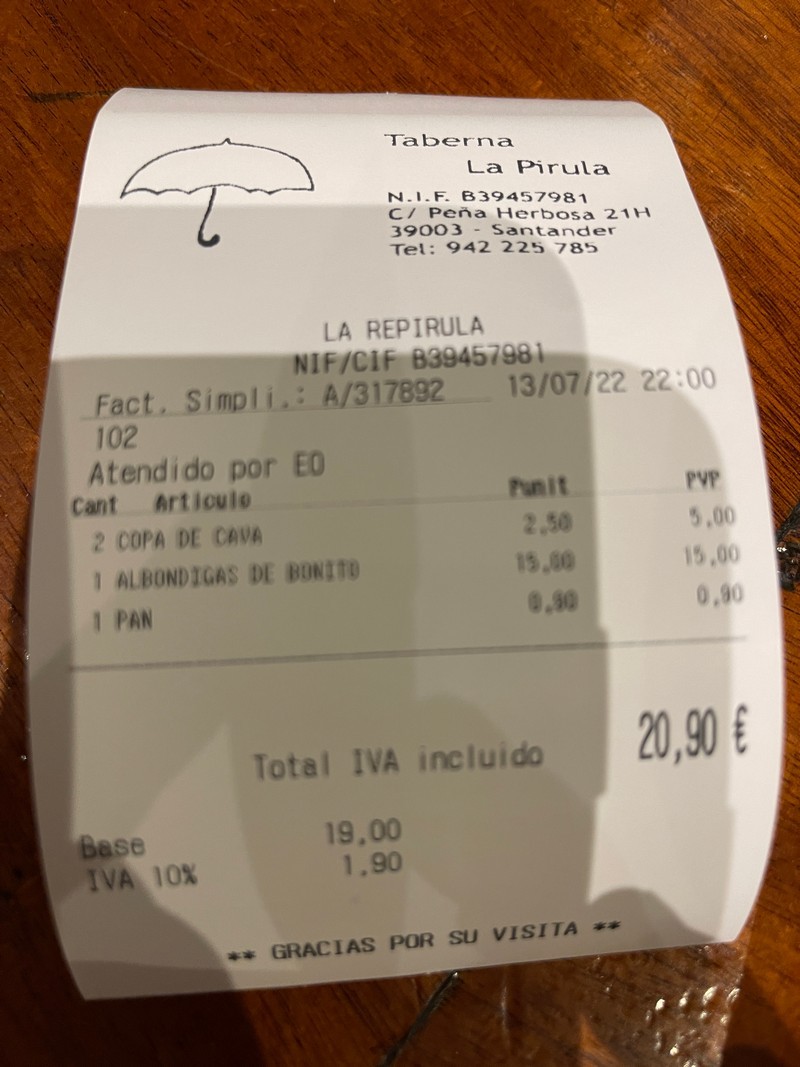 Taberna
La Pirula
N.I.F. B39457981
C/ Peña Herbosa 21H
39003 - Santander
Tel: 942 225 785
LA REPIRULA
NIF/CIF B39457981
Fact. Simpli.: A/317892 13/07/22 22:00
102
Atendido por EO
Cant Articulo Punit PVP
2 COPA DE CAVA 2,50 5,00
1 ALBONDIGAS DE BONITO 15,00 15,00
1 PAN 0,90 0,90
Total IVA incluido 20,90 €
Base 19,00
IVA 10% 1,90
** GRACIAS POR SU VISITA **